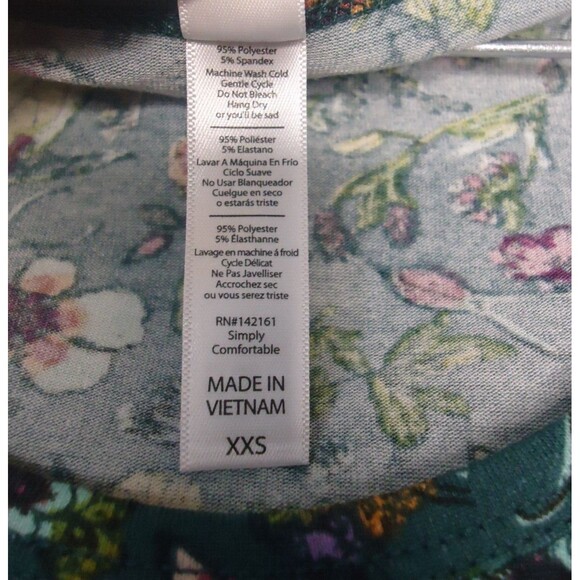 95% Polyester
5% Spandex
Machine Wash Cold
Gentle Cycle
Do Not Bleach
Hang Dry
or you'll be sad
95% Poliéster
5% Elastano
Lavar A Máquina En Frío
Ciclo Suave
No Usar Blanqueador
Cuelgue en seco
o estarás triste
95% Polyester
5% Élasthanne
Lavage en machine á froid
Cycle Délicat
Ne Pas Javelliser
Accrochez sec
ou vous serez triste
RN#142161
Simply
Comfortable
MADE IN
VIETNAM
XXS